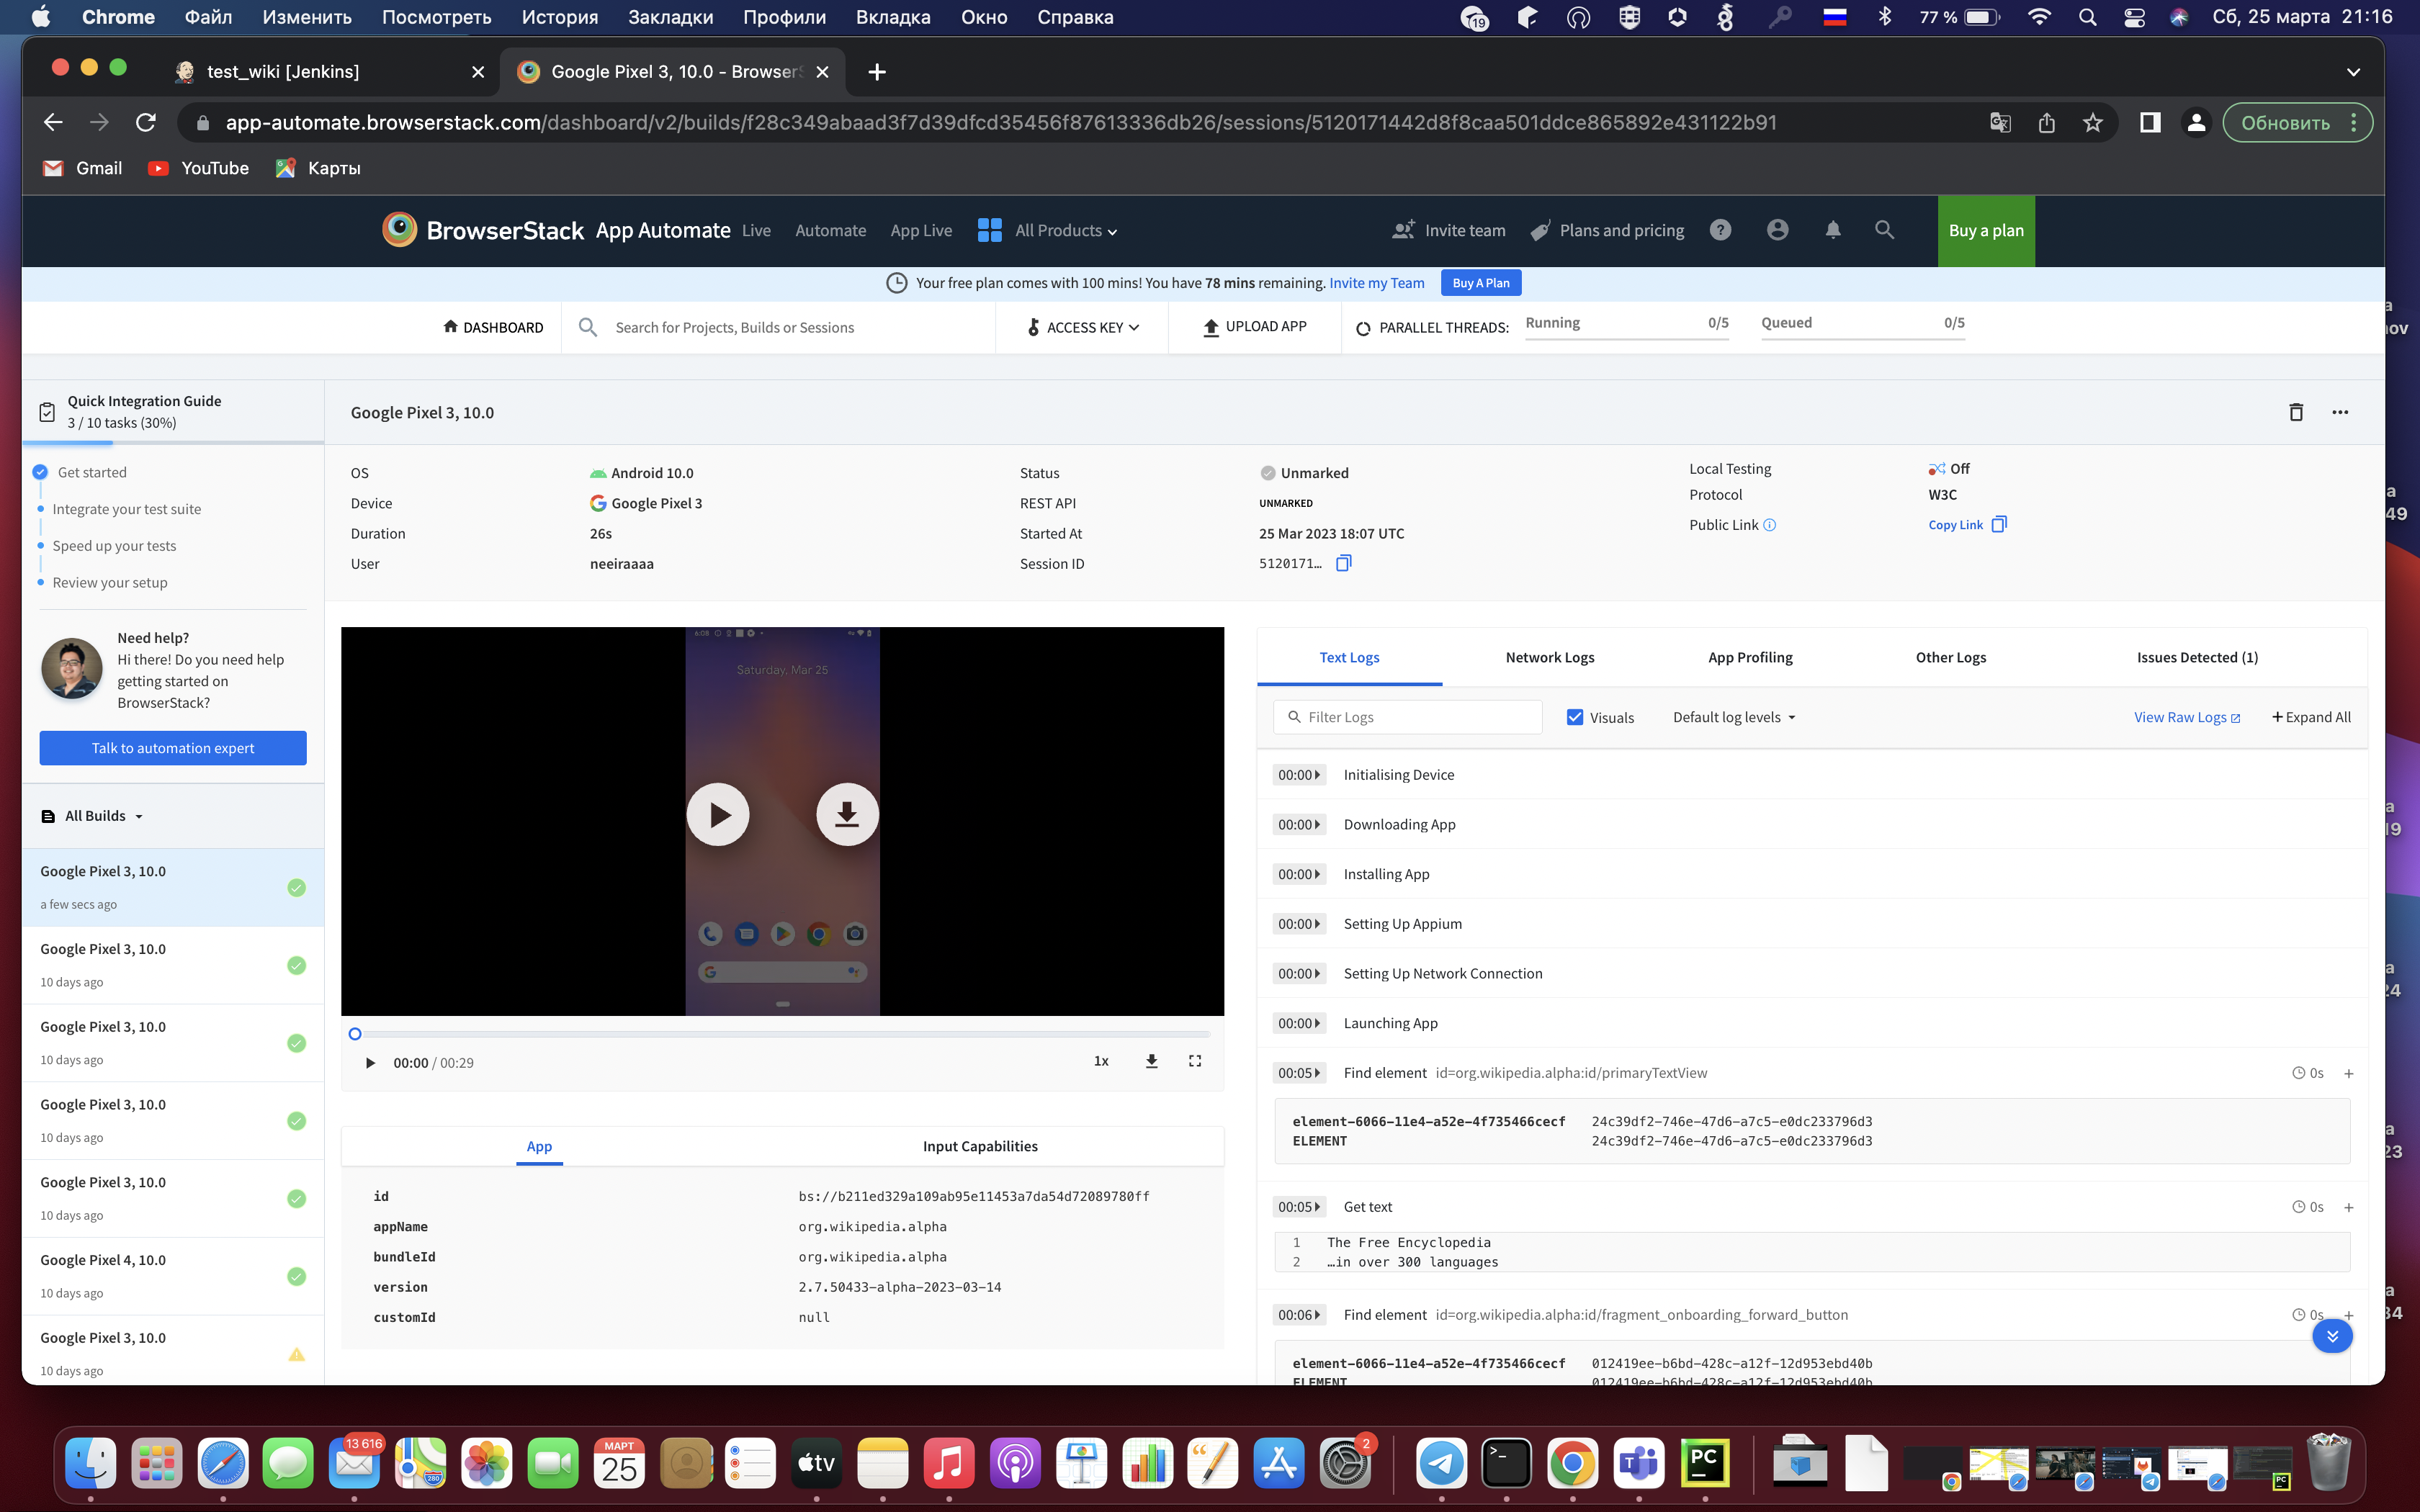 Chrome Файл Изменить Посмотреть История Закладки Профили Вкладка Окно Справка
19
77 %
Сб, 25 марта 21:16
test_wiki [Jenkins]
Google Pixel 3, 10.0 - Browser
app-automate.browserstack.com/dashboard/v2/builds/f28c349abaad3f7d39dfcd35456f87613336db26/sessions/5120171442d8f8caa501ddce865892e431122b91
Обновить
Gmail YouTube Карты
BrowserStack App Automate Live Automate App Live All Products
Invite team Plans and pricing ? Buy a plan
Your free plan comes with 100 mins! You have 78 mins remaining. Invite my Team Buy A Plan
DASHBOARD Search for Projects, Builds or Sessions ACCESS KEY UPLOAD APP PARALLEL THREADS: Running 0/5 Queued 0/5
Quick Integration Guide
3 / 10 tasks (30%)
Get started
Integrate your test suite
Speed up your tests
Review your setup
Need help?
Hi there! Do you need help
getting started on
BrowserStack?
Talk to automation expert
All Builds
Google Pixel 3, 10.0
a few secs ago
Google Pixel 3, 10.0
10 days ago
Google Pixel 3, 10.0
10 days ago
Google Pixel 3, 10.0
10 days ago
Google Pixel 3, 10.0
10 days ago
Google Pixel 4, 10.0
10 days ago
Google Pixel 3, 10.0
10 days ago
Google Pixel 3, 10.0
OS Android 10.0
Device Google Pixel 3
Duration 26s
User neeiraaaa
Status Unmarked
REST API UNMARKED
Started At 25 Mar 2023 18:07 UTC
Session ID 5120171...
Local Testing Off
Protocol W3C
Public Link Copy Link
6:08
Saturday, Mar 25
00:00 / 00:29 1x
App Input Capabilities
id bs://b211ed329a109ab95e11453a7da54d72089780ff
appName org.wikipedia.alpha
bundleId org.wikipedia.alpha
version 2.7.50433-alpha-2023-03-14
customId null
Text Logs Network Logs App Profiling Other Logs Issues Detected (1)
Filter Logs Visuals Default log levels View Raw Logs +Expand All
00:00 Initialising Device
00:00 Downloading App
00:00 Installing App
00:00 Setting Up Appium
00:00 Setting Up Network Connection
00:00 Launching App
00:05 Find element id=org.wikipedia.alpha:id/primaryTextView 0s +
element-6066-11e4-a52e-4f735466cecf 24c39df2-746e-47d6-a7c5-e0dc233796d3
ELEMENT 24c39df2-746e-47d6-a7c5-e0dc233796d3
00:05 Get text 0s +
1 The Free Encyclopedia
2 …in over 300 languages
00:06 Find element id=org.wikipedia.alpha:id/fragment_onboarding_forward_button 0s +
element-6066-11e4-a52e-4f735466cecf 012419ee-b6bd-428c-a12f-12d953ebd40b
ELEMENT 012419ee-b6bd-428c-a12f-12d953ebd40b
13 616
280
МАРТ
25
tv
2
PC